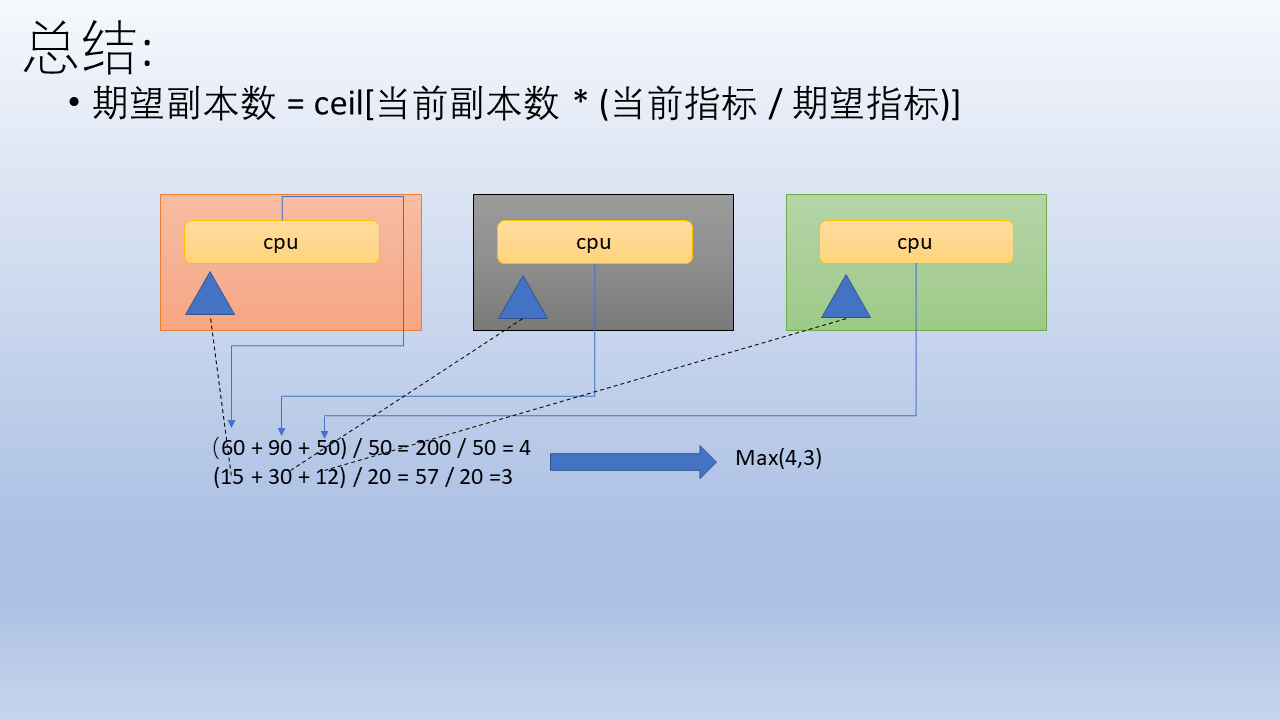 总结:
• 期望副本数 = ceil[当前副本数 * (当前指标 / 期望指标)]
cpu
cpu
cpu
（60 + 90 + 50) / 50 = 200 / 50 = 4
(15 + 30 + 12) / 20 = 57 / 20 =3
Max(4,3)